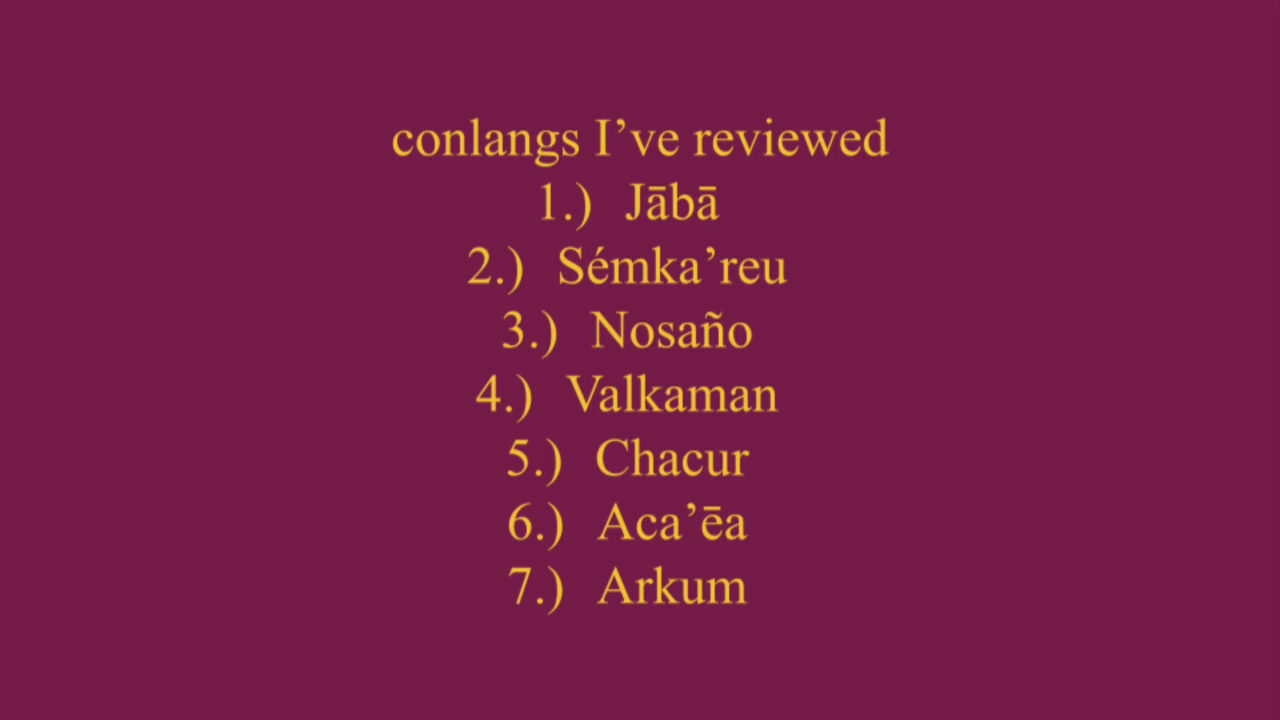 conlangs I’ve reviewed
1.) Jābā
2.) Sémka’reu
3.) Nosaño
4.) Valkaman
5.) Chacur
6.) Aca’ēa
7.) Arkum